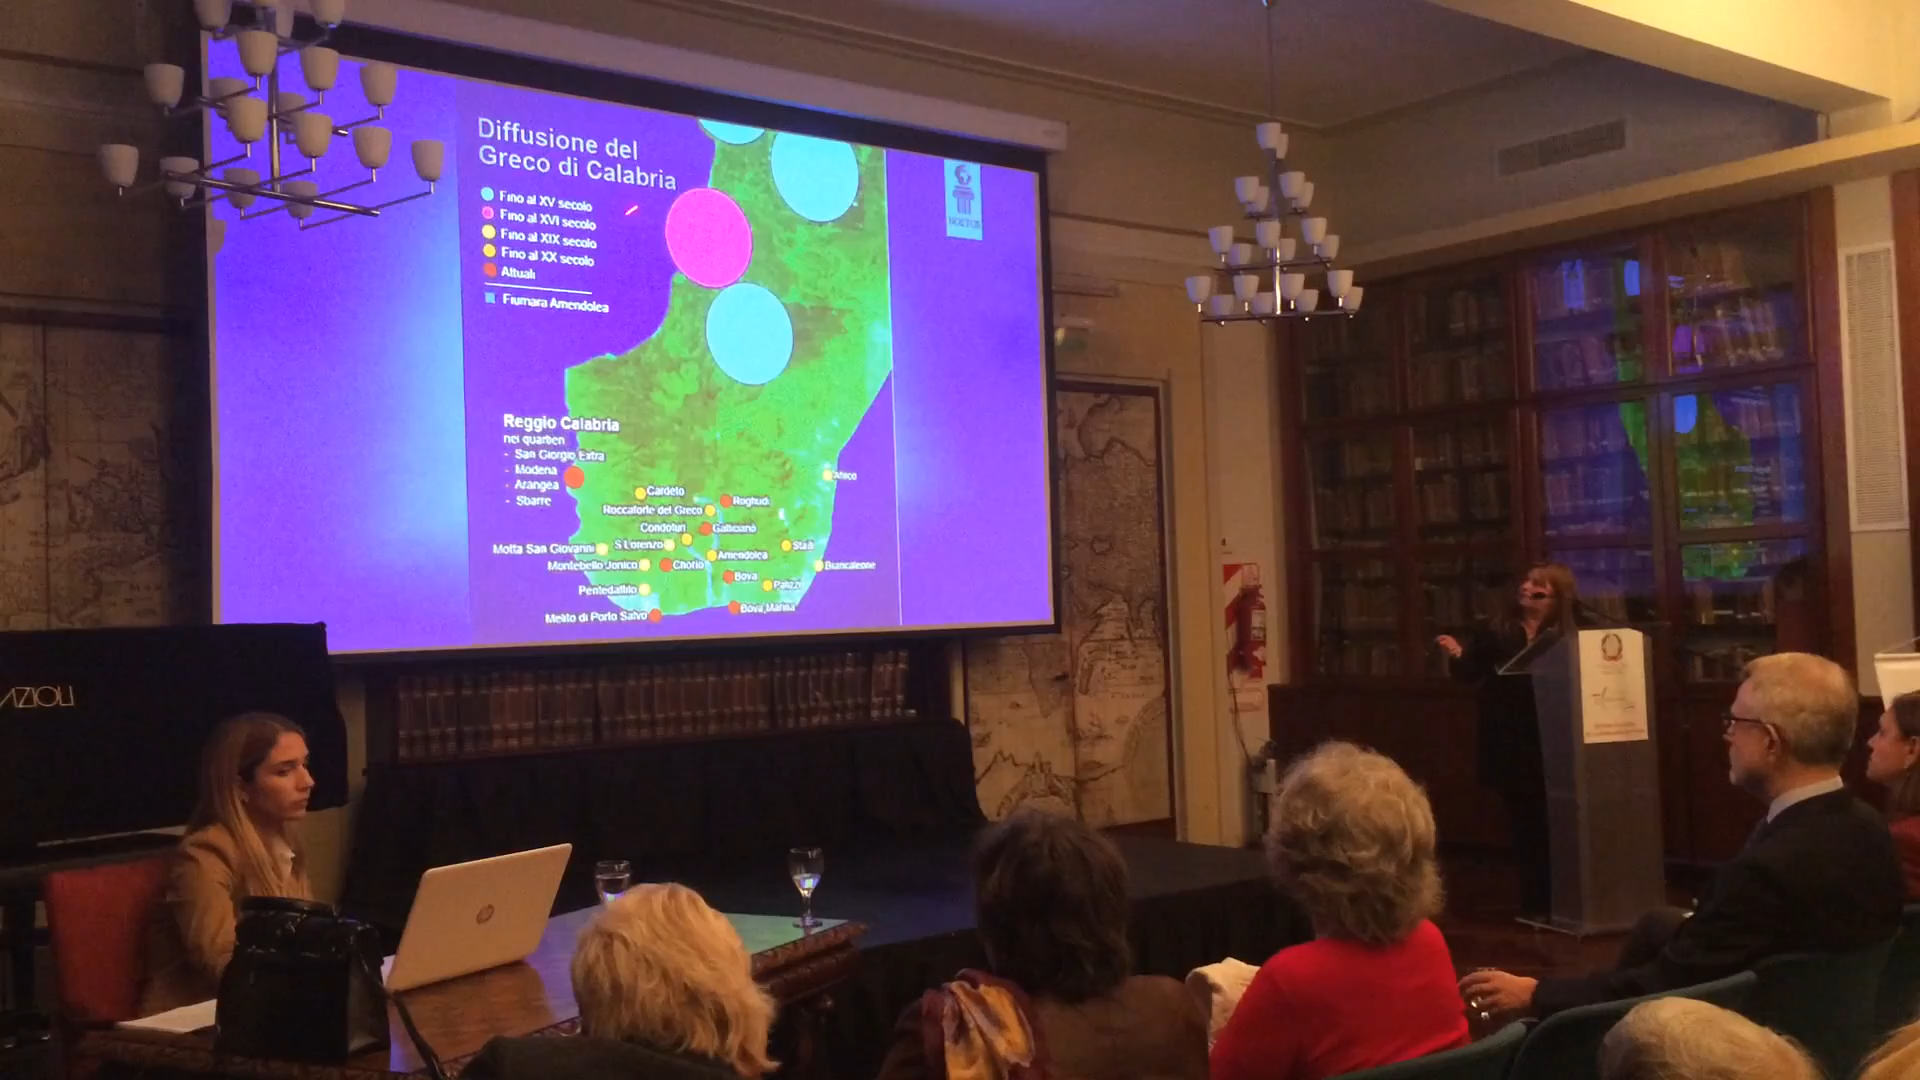 Diffusione del
Greco di Calabria
Fino al XV secolo
Fino al XVI secolo
Fino al XIX secolo
Fino al XX secolo
Attuali
Fiumara Amendolea
Reggio Calabria
nei quartieri
- San Giorgio Extra
- Modena
- Arangea
- Sbarre
Cardeto
Roghudi
Roccaforte del Greco
Condofuri
Gallicianò
S Lorenzo
Staiti
Motta San Giovanni
Amendolea
Montebello Jonico
Chorio
Brancaleone
Bova
Palizzi
Pentedattilo
Bova Marina
Melito di Porto Salvo
hp